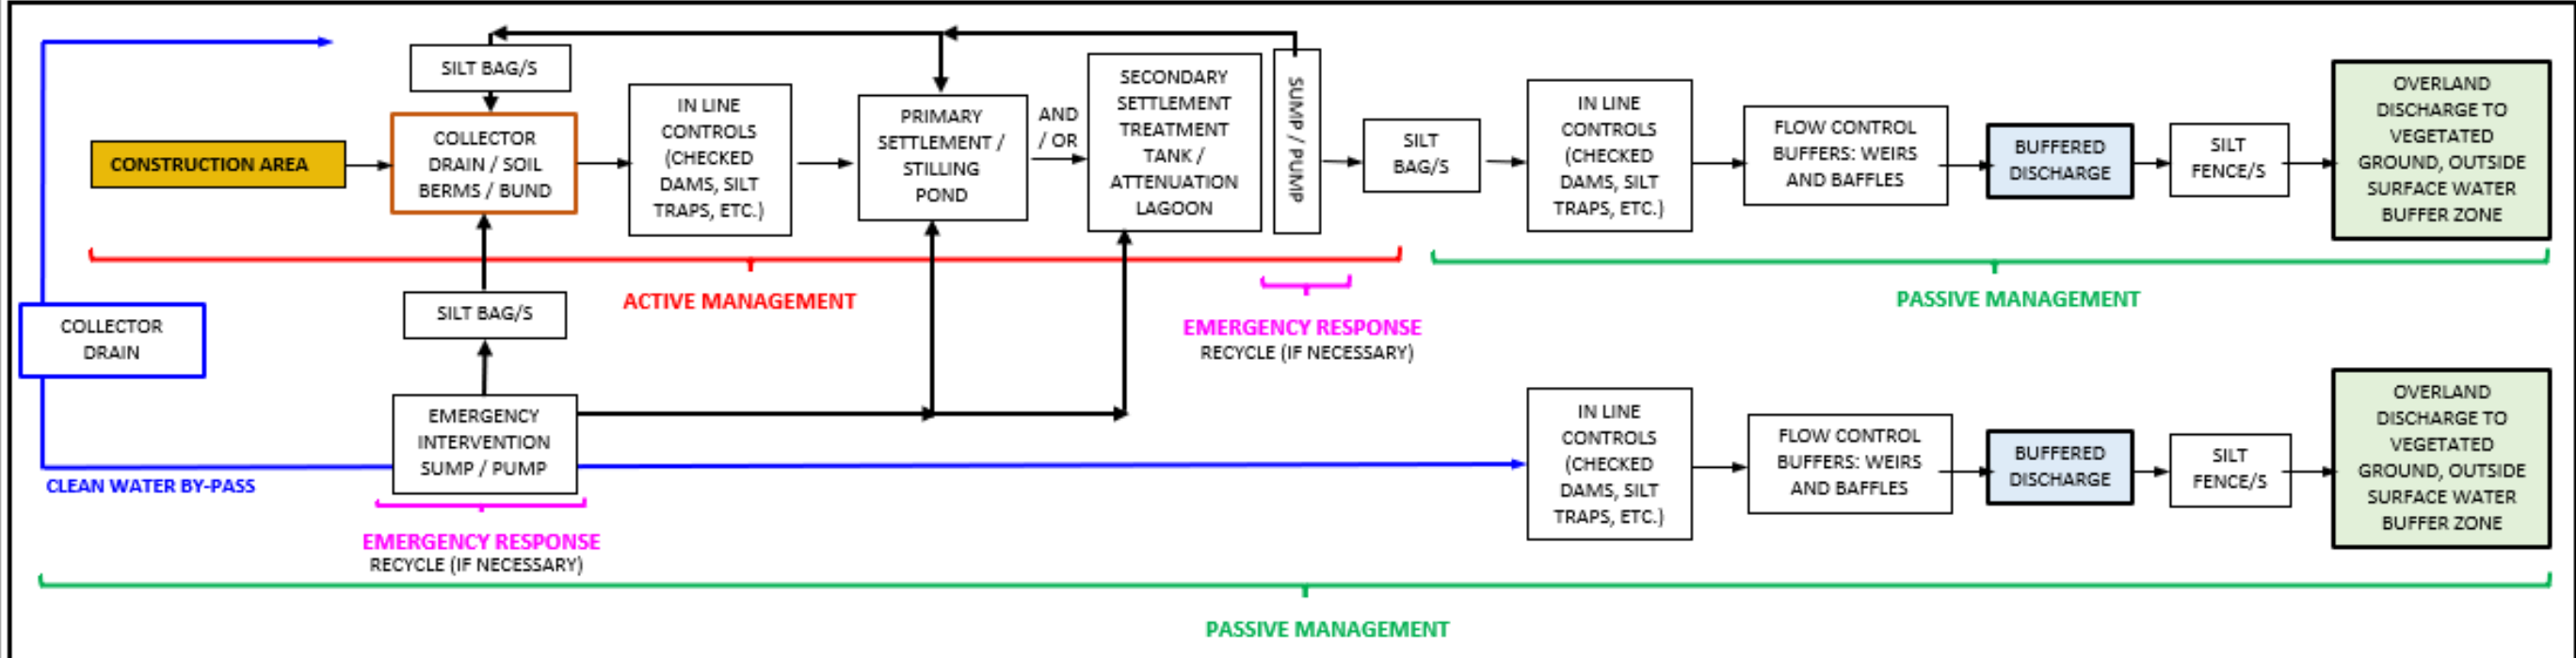 SILT BAG/S
CONSTRUCTION AREA
COLLECTOR
DRAIN / SOIL
BERMS / BUND
IN LINE
CONTROLS
(CHECKED
DAMS, SILT
TRAPS, ETC.)
PRIMARY
SETTLEMENT /
STILLING
POND
AND
/ OR
SECONDARY
SETTLEMENT
TREATMENT
TANK /
ATTENUATION
LAGOON
SUMP / PUMP
SILT
BAG/S
IN LINE
CONTROLS
(CHECKED
DAMS, SILT
TRAPS, ETC.)
FLOW CONTROL
BUFFERS: WEIRS
AND BAFFLES
BUFFERED
DISCHARGE
SILT
FENCE/S
OVERLAND
DISCHARGE TO
VEGETATED
GROUND, OUTSIDE
SURFACE WATER
BUFFER ZONE
ACTIVE MANAGEMENT
PASSIVE MANAGEMENT
EMERGENCY RESPONSE
RECYCLE (IF NECESSARY)
COLLECTOR
DRAIN
SILT BAG/S
EMERGENCY
INTERVENTION
SUMP / PUMP
CLEAN WATER BY-PASS
EMERGENCY RESPONSE
RECYCLE (IF NECESSARY)
IN LINE
CONTROLS
(CHECKED
DAMS, SILT
TRAPS, ETC.)
FLOW CONTROL
BUFFERS: WEIRS
AND BAFFLES
BUFFERED
DISCHARGE
SILT
FENCE/S
OVERLAND
DISCHARGE TO
VEGETATED
GROUND, OUTSIDE
SURFACE WATER
BUFFER ZONE
PASSIVE MANAGEMENT